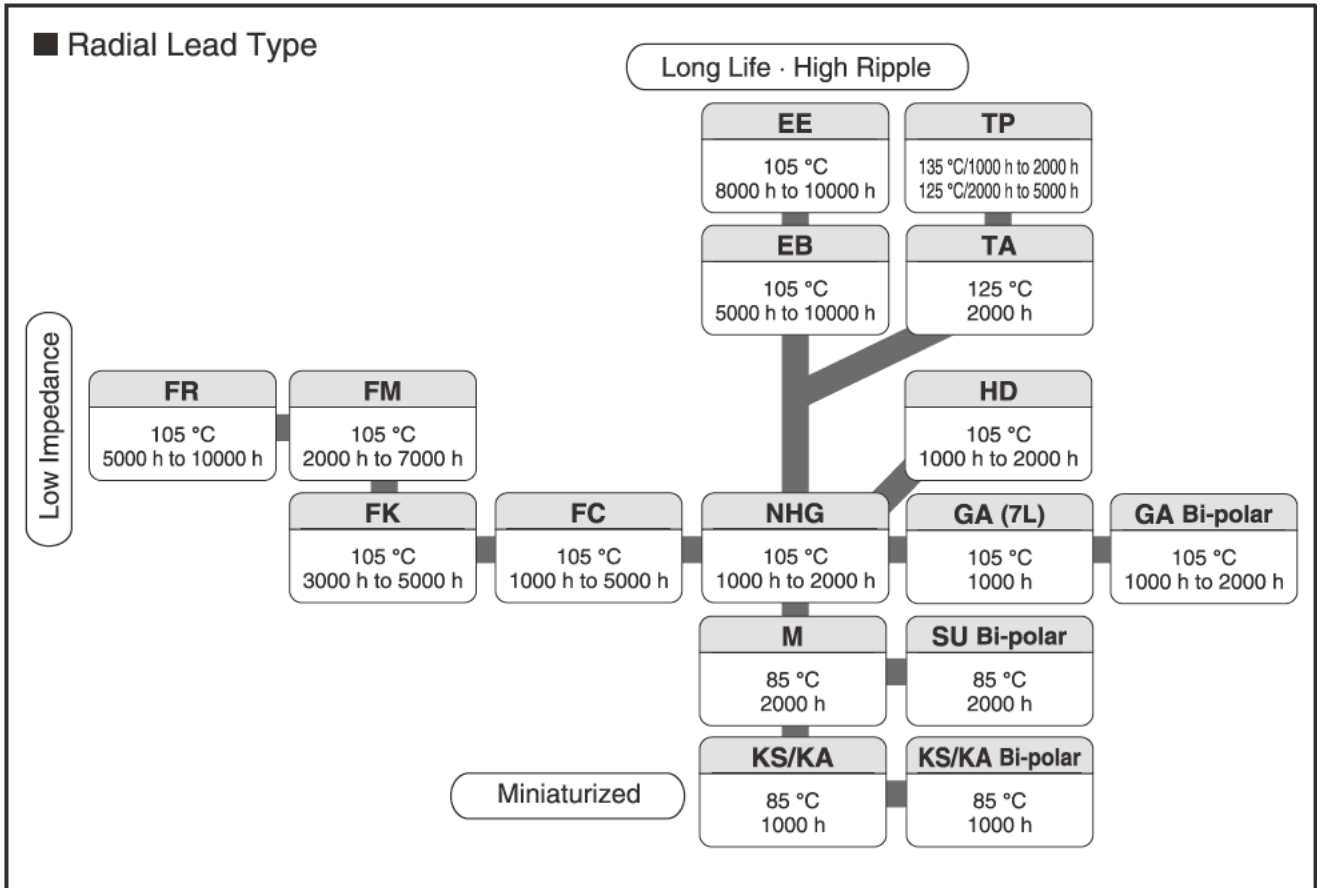 ■ Radial Lead Type
Long Life · High Ripple
EE
105 °C
8000 h to 10000 h
TP
135 °C/1000 h to 2000 h
125 °C/2000 h to 5000 h
EB
105 °C
5000 h to 10000 h
TA
125 °C
2000 h
Low Impedance
FR
105 °C
5000 h to 10000 h
FM
105 °C
2000 h to 7000 h
HD
105 °C
1000 h to 2000 h
FK
105 °C
3000 h to 5000 h
FC
105 °C
1000 h to 5000 h
NHG
105 °C
1000 h to 2000 h
GA (7L)
105 °C
1000 h
GA Bi-polar
105 °C
1000 h to 2000 h
M
85 °C
2000 h
SU Bi-polar
85 °C
2000 h
Miniaturized
KS/KA
85 °C
1000 h
KS/KA Bi-polar
85 °C
1000 h